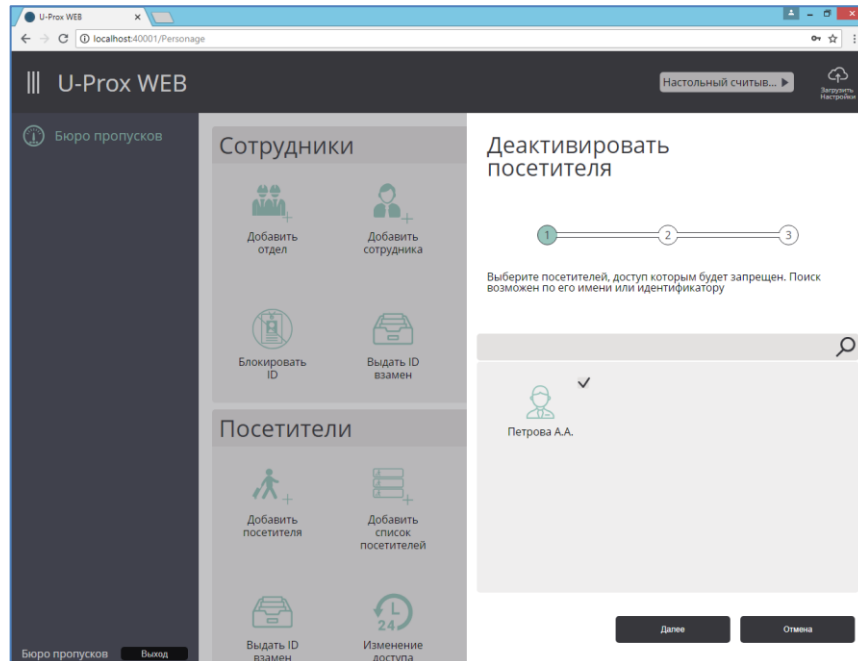 U-Prox WEB
localhost:40001/Personage
U-Prox WEB
Настольный считыв...
Загрузить
Настройки
Бюро пропусков
Сотрудники
Добавить
отдел
Добавить
сотрудника
Блокировать
ID
Выдать ID
взамен
Посетители
Добавить
посетителя
Добавить
список
посетителей
Выдать ID
взамен
24
Изменение
доступа
Деактивировать
посетителя
1
2
3
Выберите посетителей, доступ которым будет запрещен. Поиск
возможен по его имени или идентификатору
Петрова А.А.
Далее
Отмена
Бюро пропусков
Выход